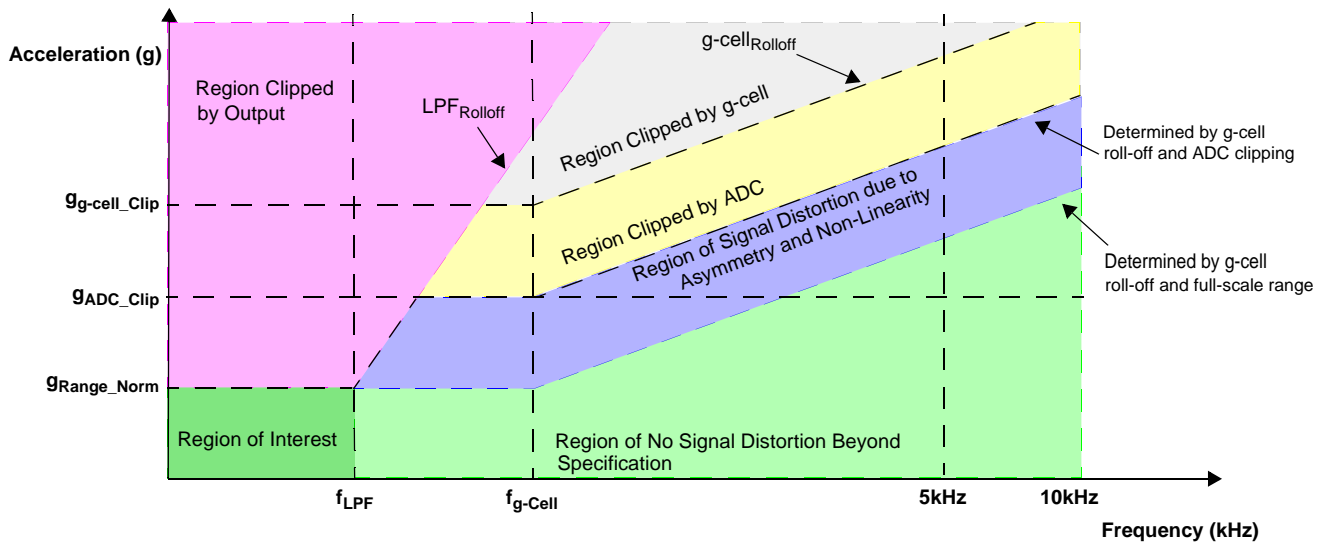 Acceleration (g)
Region Clipped
by Output
LPFRolloff
g-cellRolloff
Region Clipped by g-cell
Determined by g-cell
roll-off and ADC clipping
gg-cell_Clip
Region Clipped by ADC
Region of Signal Distortion due to
Asymmetry and Non-Linearity
Determined by g-cell
roll-off and full-scale range
gADC_Clip
gRange_Norm
Region of Interest
Region of No Signal Distortion Beyond
Specification
fLPF
fg-Cell
5kHz
10kHz
Frequency (kHz)